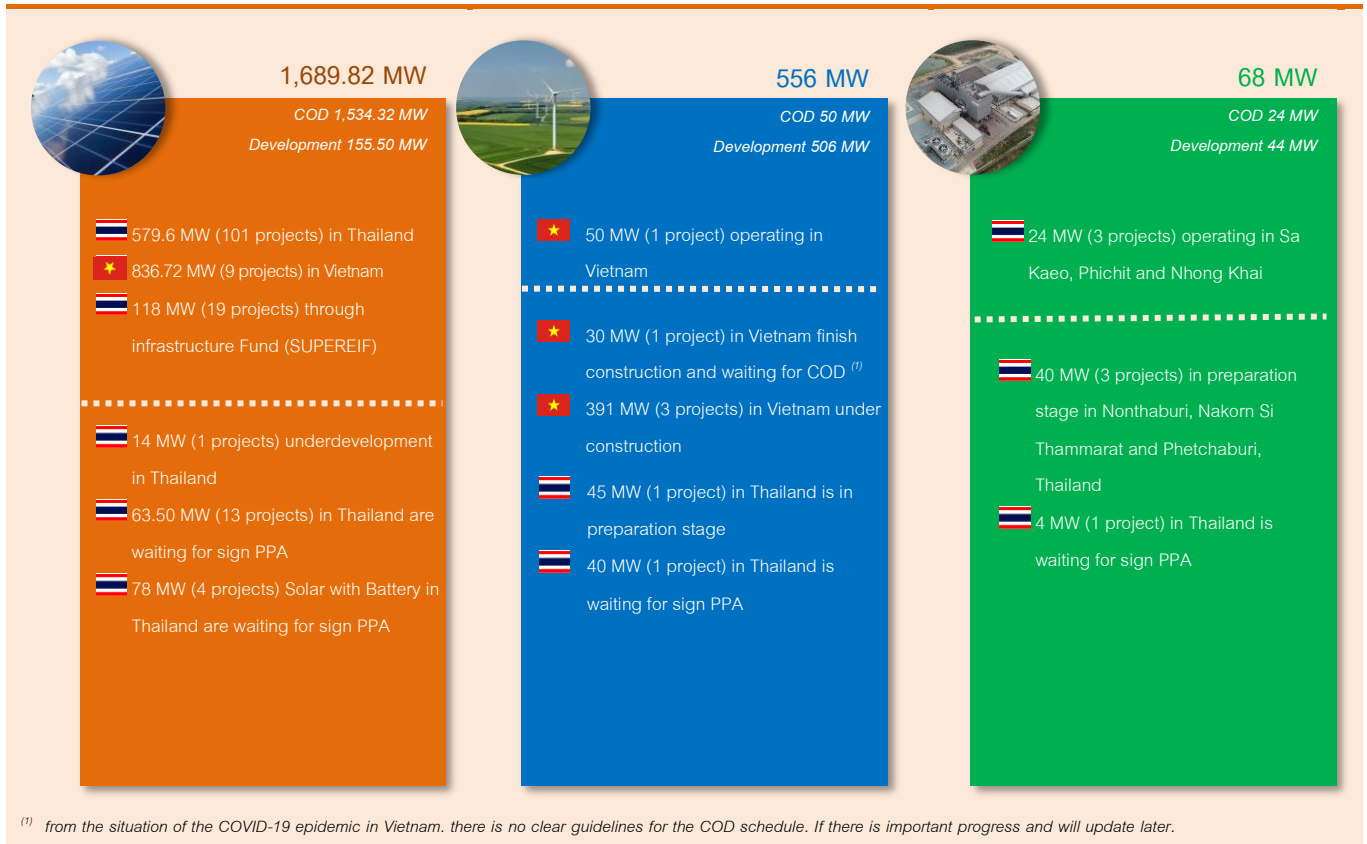 1,689.82 MW
COD 1,534.32 MW
Development 155.50 MW
579.6 MW (101 projects) in Thailand
836.72 MW (9 projects) in Vietnam
118 MW (19 projects) through
infrastructure Fund (SUPEREIF)
14 MW (1 projects) underdevelopment
in Thailand
63.50 MW (13 projects) in Thailand are
waiting for sign PPA
78 MW (4 projects) Solar with Battery in
Thailand are waiting for sign PPA
556 MW
COD 50 MW
Development 506 MW
50 MW (1 project) operating in
Vietnam
30 MW (1 project) in Vietnam finish
construction and waiting for COD (1)
391 MW (3 projects) in Vietnam under
construction
45 MW (1 project) in Thailand is in
preparation stage
40 MW (1 project) in Thailand is
waiting for sign PPA
68 MW
COD 24 MW
Development 44 MW
24 MW (3 projects) operating in Sa
Kaeo, Phichit and Nhong Khai
40 MW (3 projects) in preparation
stage in Nonthaburi, Nakorn Si
Thammarat and Phetchaburi,
Thailand
4 MW (1 project) in Thailand is
waiting for sign PPA
(1) from the situation of the COVID-19 epidemic in Vietnam. there is no clear guidelines for the COD schedule. If there is important progress and will update later.